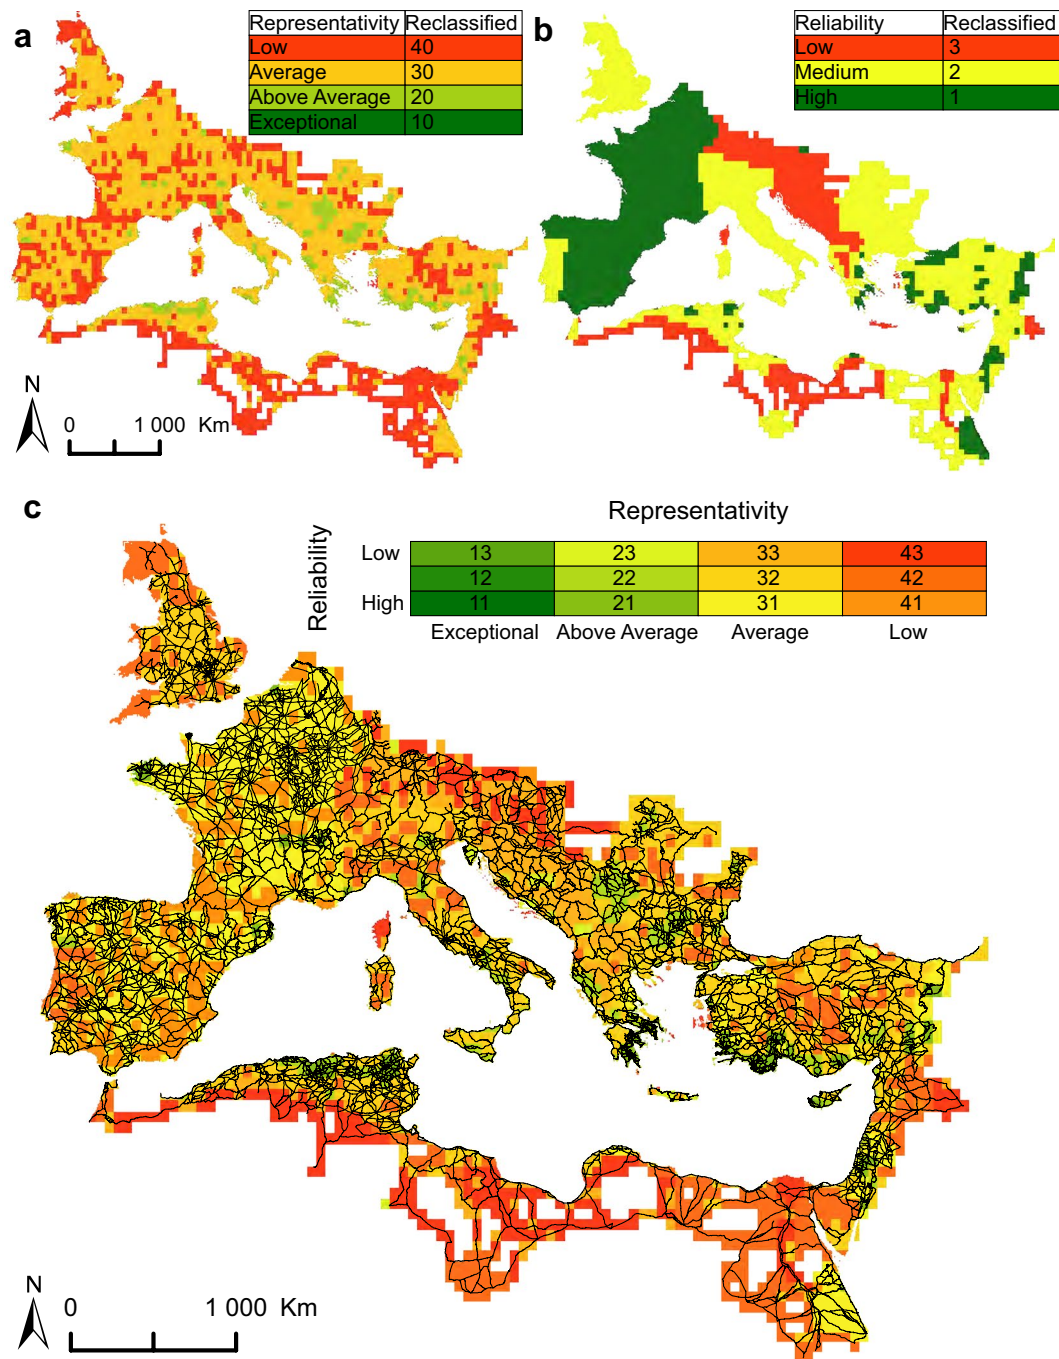 a
Representativity Reclassified
Low 40
Average 30
Above Average 20
Exceptional 10
N
0 1 000 Km
b
Reliability Reclassified
Low 3
Medium 2
High 1
c
Representativity
Reliability
Low 13 23 33 43
12 22 32 42
High 11 21 31 41
Exceptional Above Average Average Low
N
0 1 000 Km